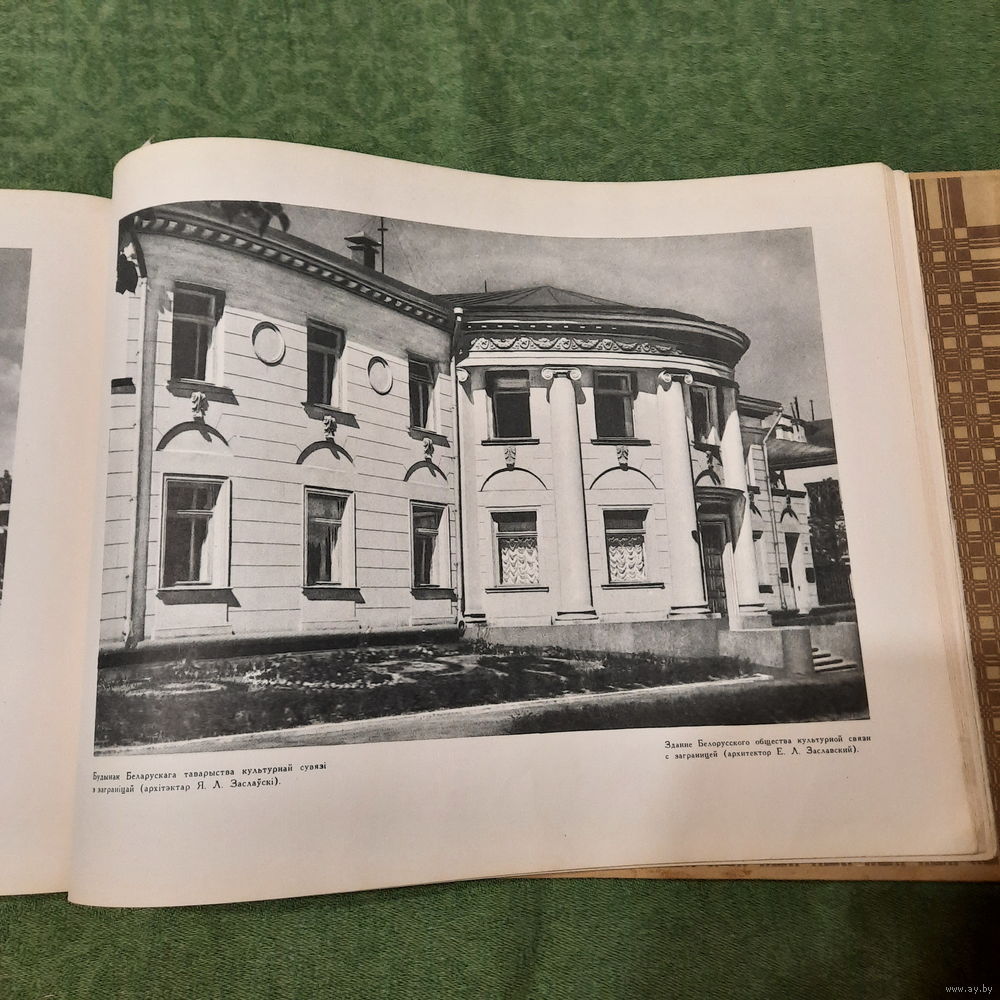 Будынак Беларускага таварыства культурнай сувязі
з заграніцай (архітэктар Я. Л. Заслаўскі).
Здание Белорусского общества культурной связи
с заграницей (архитектор Е. Л. Заславский).
www.ay.by